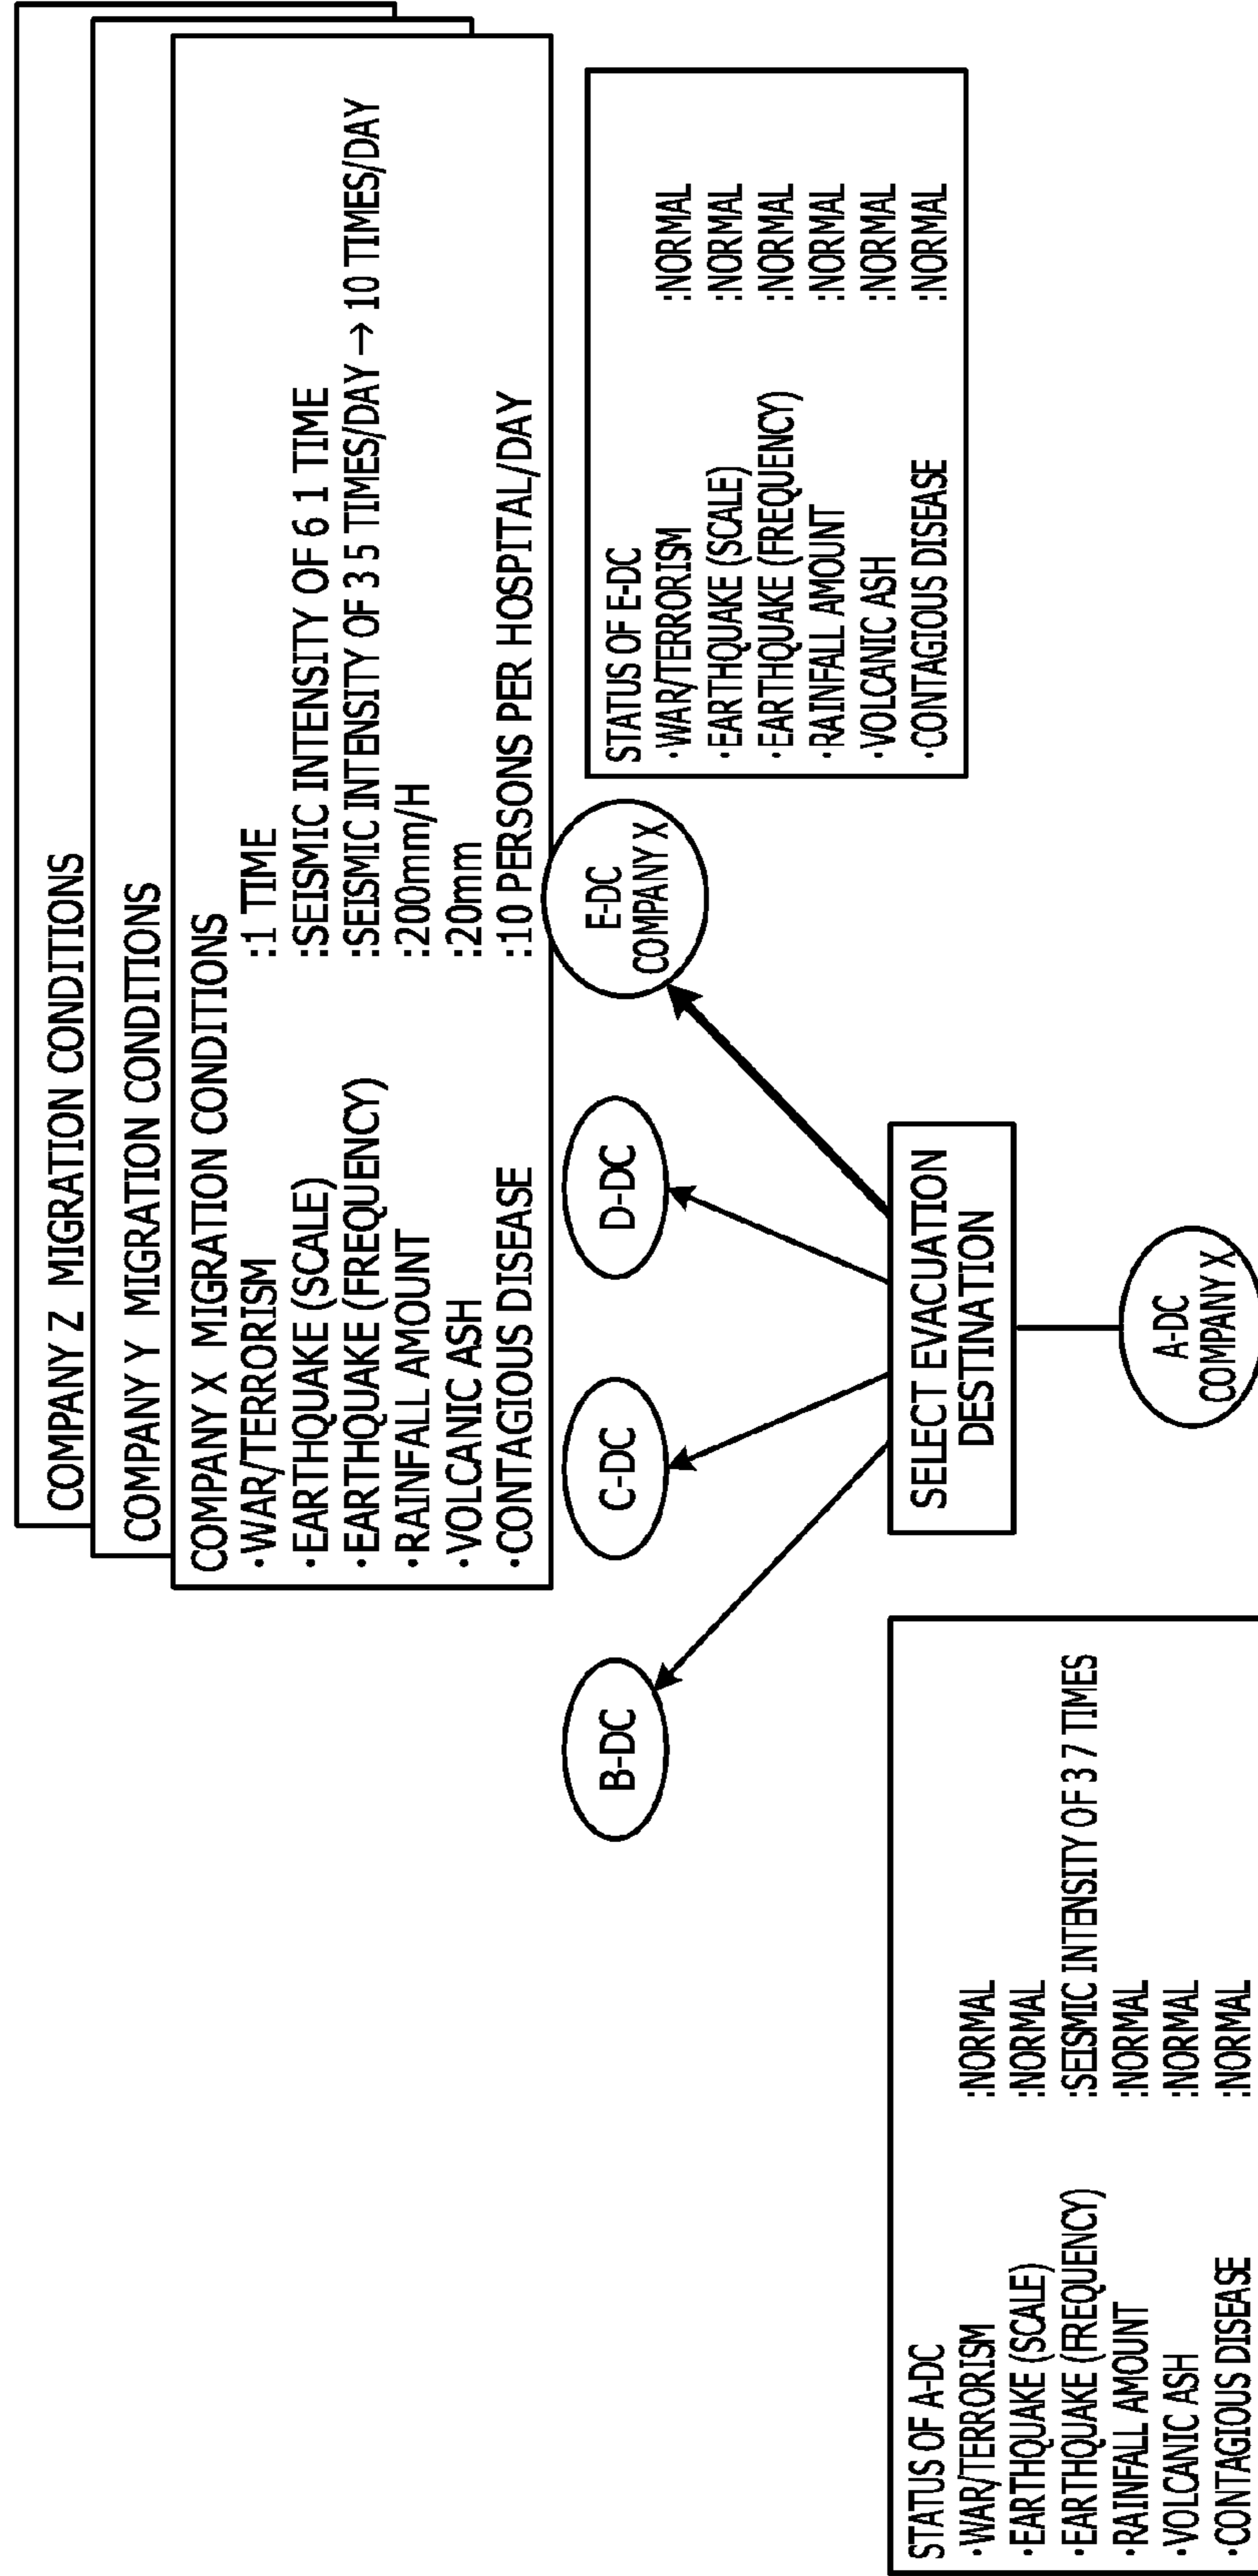 COMPANY Z  MIGRATION CONDITIONS
COMPANY Y  MIGRATION CONDITIONS
COMPANY X  MIGRATION CONDITIONS
·WAR/TERRORISM :1 TIME
·EARTHQUAKE (SCALE) :SEISMIC INTENSITY OF 6 1 TIME
·EARTHQUAKE (FREQUENCY) :SEISMIC INTENSITY OF 3 5 TIMES/DAY → 10 TIMES/DAY
·RAINFALL AMOUNT :200mm/H
·VOLCANIC ASH :20mm
·CONTAGIOUS DISEASE :10 PERSONS PER HOSPITAL/DAY
B-DC
C-DC
D-DC
E-DC
COMPANY X
STATUS OF E-DC
·WAR/TERRORISM :NORMAL
·EARTHQUAKE (SCALE) :NORMAL
·EARTHQUAKE (FREQUENCY) :NORMAL
·RAINFALL AMOUNT :NORMAL
·VOLCANIC ASH :NORMAL
·CONTAGIOUS DISEASE :NORMAL
SELECT EVACUATION
DESTINATION
STATUS OF A-DC
·WAR/TERRORISM :NORMAL
·EARTHQUAKE (SCALE) :NORMAL
·EARTHQUAKE (FREQUENCY) :SEISMIC INTENSITY OF 3 7 TIMES
·RAINFALL AMOUNT :NORMAL
·VOLCANIC ASH :NORMAL
·CONTAGIOUS DISEASE :NORMAL
A-DC
COMPANY X